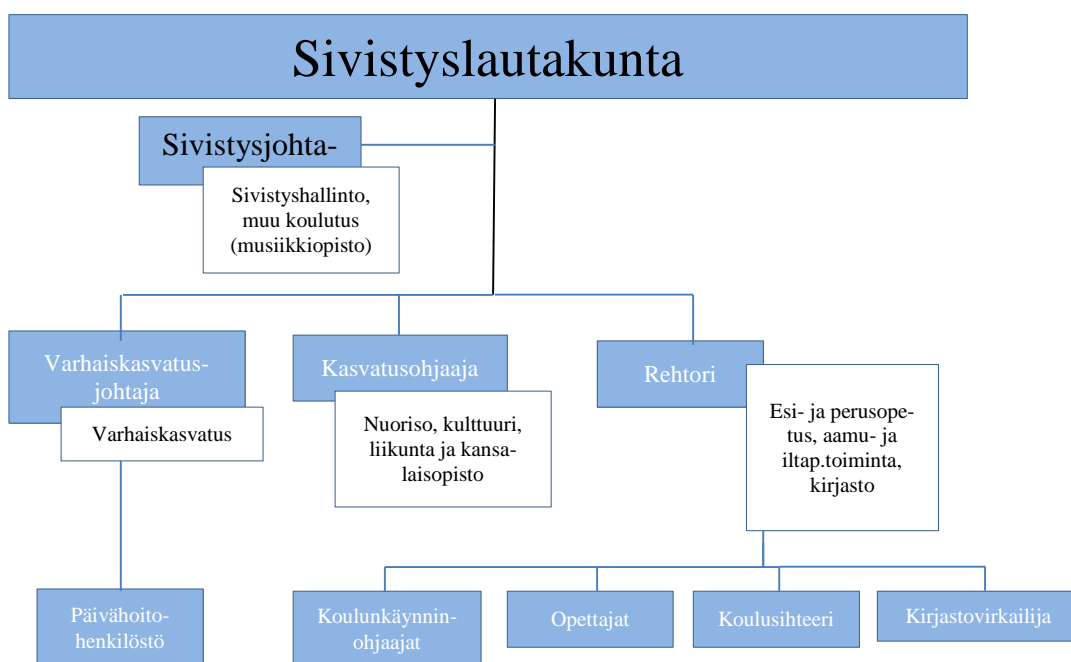 Sivistyslautakunta
Sivistysjohta-
Sivistyshallinto,
muu koulutus
(musiikkiopisto)
Varhaiskasvatus-
johtaja
Varhaiskasvatus
Kasvatusohjaaja
Nuoriso, kulttuuri,
liikunta ja kansa-
laisopisto
Rehtori
Esi- ja perusope-
tus, aamu- ja
iltap.toiminta,
kirjasto
Päivähoito-
henkilöstö
Koulunkäynnin-
ohjaajat
Opettajat
Koulusihteeri
Kirjastovirkailija